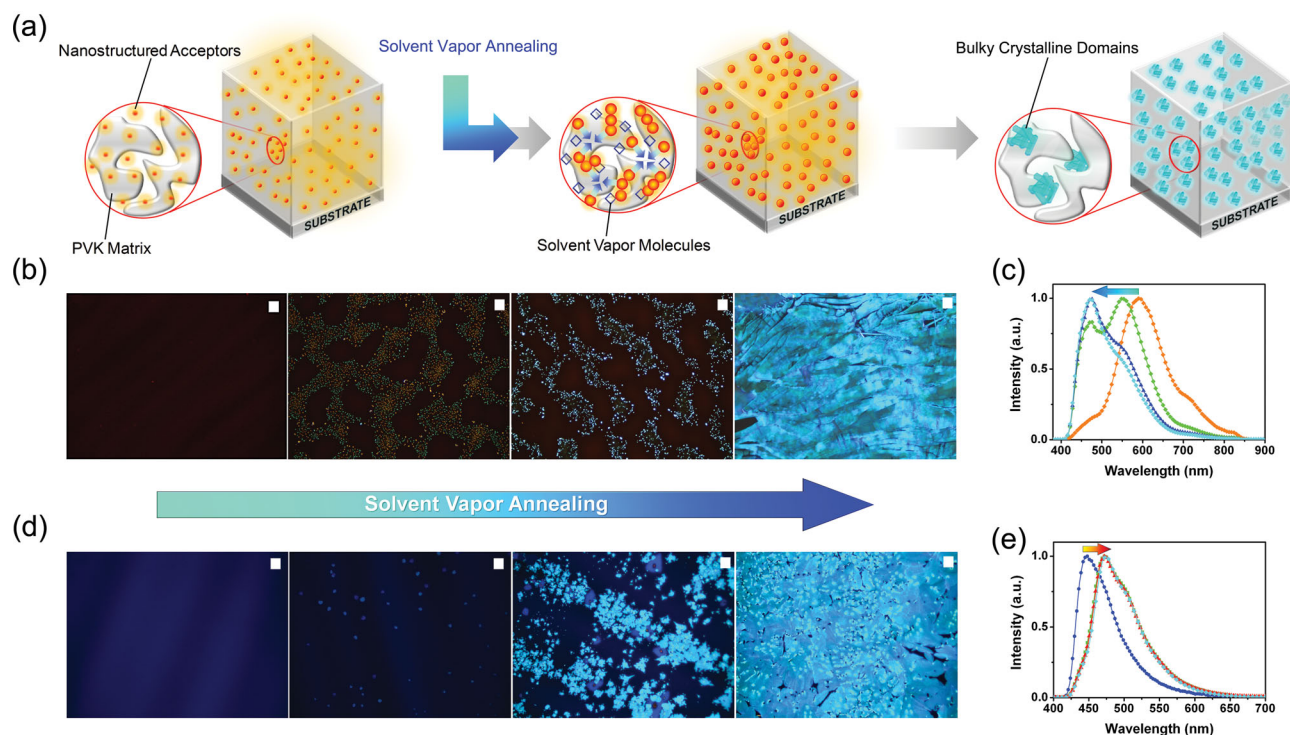 (a)
Nanostructured Acceptors
Solvent Vapor Annealing
Bulky Crystalline Domains
SUBSTRATE
SUBSTRATE
SUBSTRATE
PVK Matrix
Solvent Vapor Molecules
(b)
(c)
1.0
0.5
0.0
Intensity (a.u.)
400 500 600 700 800 900
Wavelength (nm)
Solvent Vapor Annealing
(d)
(e)
1.0
0.5
0.0
Intensity (a.u.)
400 450 500 550 600 650 700
Wavelength (nm)